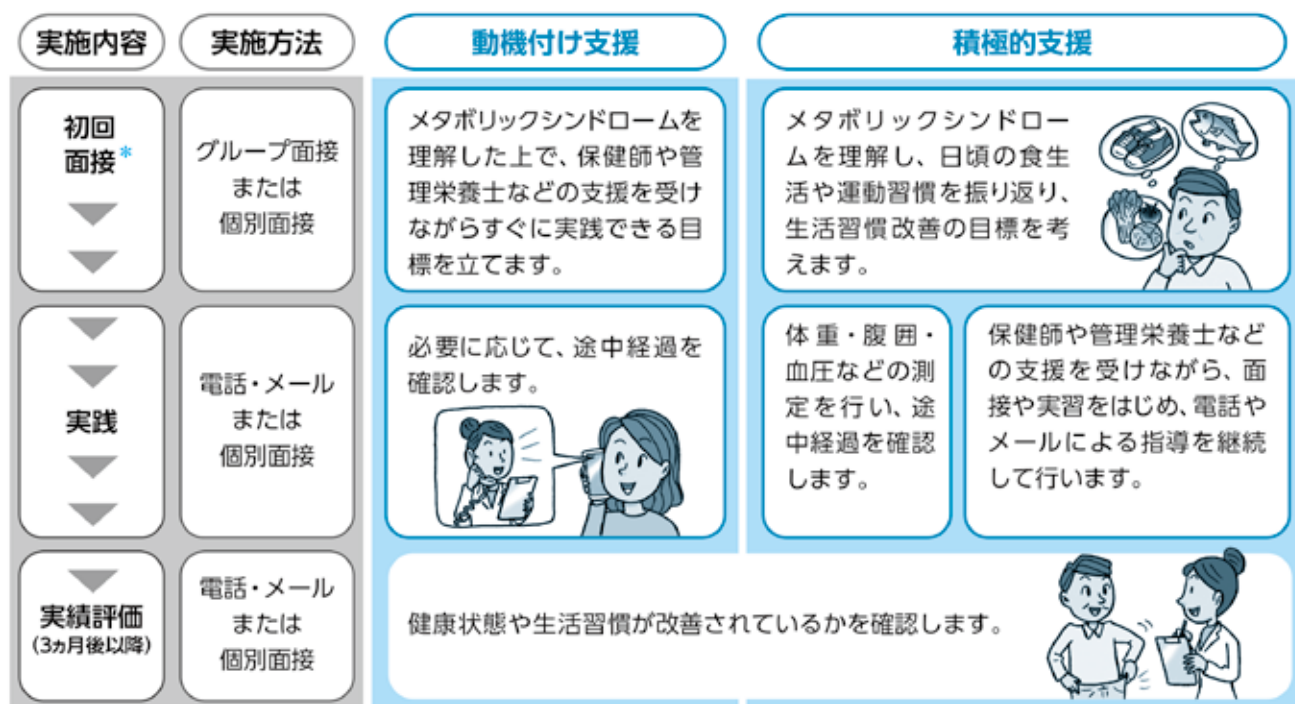 実施内容
実施方法
動機付け支援
積極的支援
初回
面接*
グループ面接
または
個別面接
メタボリックシンドロームを
理解した上で、保健師や管
理栄養士などの支援を受け
ながらすぐに実践できる目
標を立てます。
メタボリックシンドロー
ムを理解し、日頃の食生
活や運動習慣を振り返り、
生活習慣改善の目標を考
えます。
実践
電話・メール
または
個別面接
必要に応じて、途中経過を
確認します。
体重・腹囲・
血圧などの測
定を行い、途
中経過を確認
します。
保健師や管理栄養士など
の支援を受けながら、面
接や実習をはじめ、電話や
メールによる指導を継続
して行います。
実績評価
(3ヵ月後以降)
電話・メール
または
個別面接
健康状態や生活習慣が改善されているかを確認します。